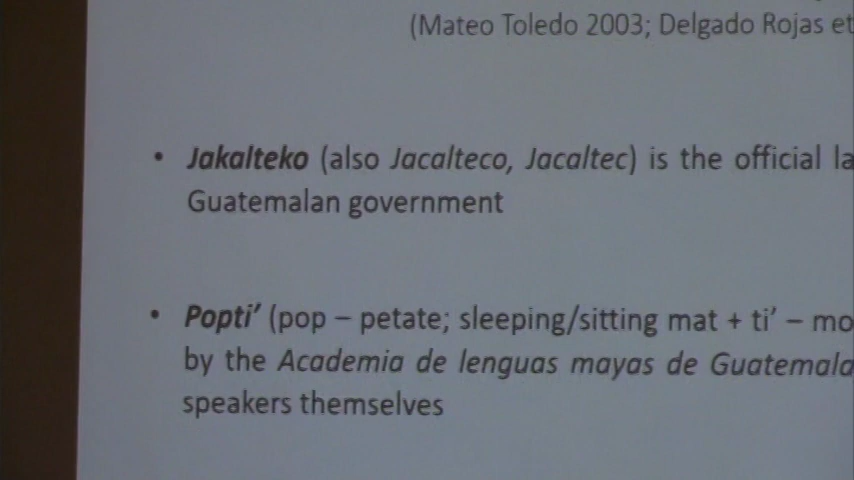 (Mateo Toledo 2003; Delgado Rojas et
• Jakalteko (also Jacalteco, Jacaltec) is the official la
Guatemalan government
• Popti’ (pop – petate; sleeping/sitting mat + ti’ – mo
by the Academia de lenguas mayas de Guatemala
speakers themselves